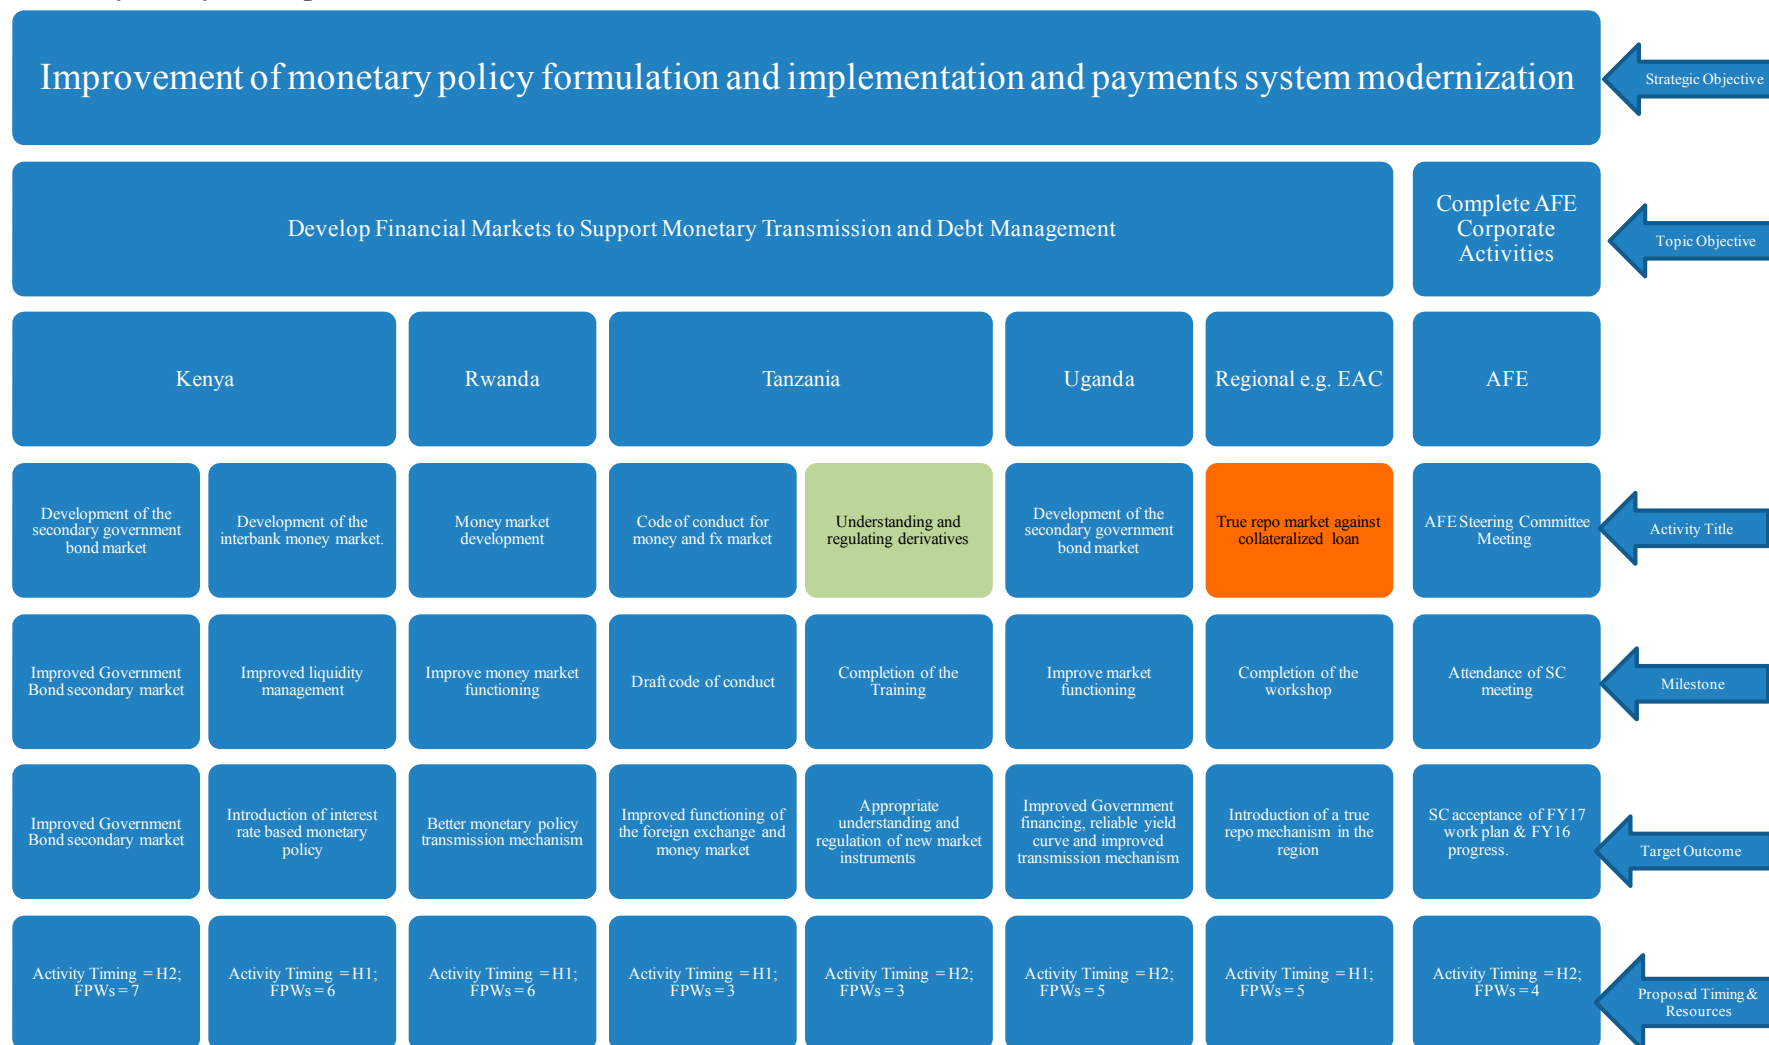 Improvement of monetary policy formulation and implementation and payments system modernization
Strategic Objective
Develop Financial Markets to Support Monetary Transmission and Debt Management
Complete AFE
Corporate
Activities
Topic Objective
Kenya
Rwanda
Tanzania
Uganda
Regional e.g. EAC
AFE
Development of the
secondary government
bond market
Development of the
interbank money market.
Money market
development
Code of conduct for
money and fx market
Understanding and
regulating derivatives
Development of the
secondary government
bond market
True repo market against
collateralized loan
AFE Steering Committee
Meeting
Activity Title
Improved Government
Bond secondary market
Improved liquidity
management
Improve money market
functioning
Draft code of conduct
Completion of the
Training
Improve market
functioning
Completion of the
workshop
Attendance of SC
meeting
Milestone
Improved Government
Bond secondary market
Introduction of interest
rate based monetary
policy
Better monetary policy
transmission mechanism
Improved functioning of
the foreign exchange and
money market
Appropriate
understanding and
regulation of new market
instruments
Improved Government
financing, reliable yield
curve and improved
transmission mechanism
Introduction of a true
repo mechanism in the
region
SC acceptance of FY17
work plan & FY16
progress.
Target Outcome
Activity Timing = H2;
FPWs = 7
Activity Timing = H1;
FPWs = 6
Activity Timing = H1;
FPWs = 6
Activity Timing = H1;
FPWs = 3
Activity Timing = H2;
FPWs = 3
Activity Timing = H2;
FPWs = 5
Activity Timing = H1;
FPWs = 5
Activity Timing = H2;
FPWs = 4
Proposed Timing &
Resources